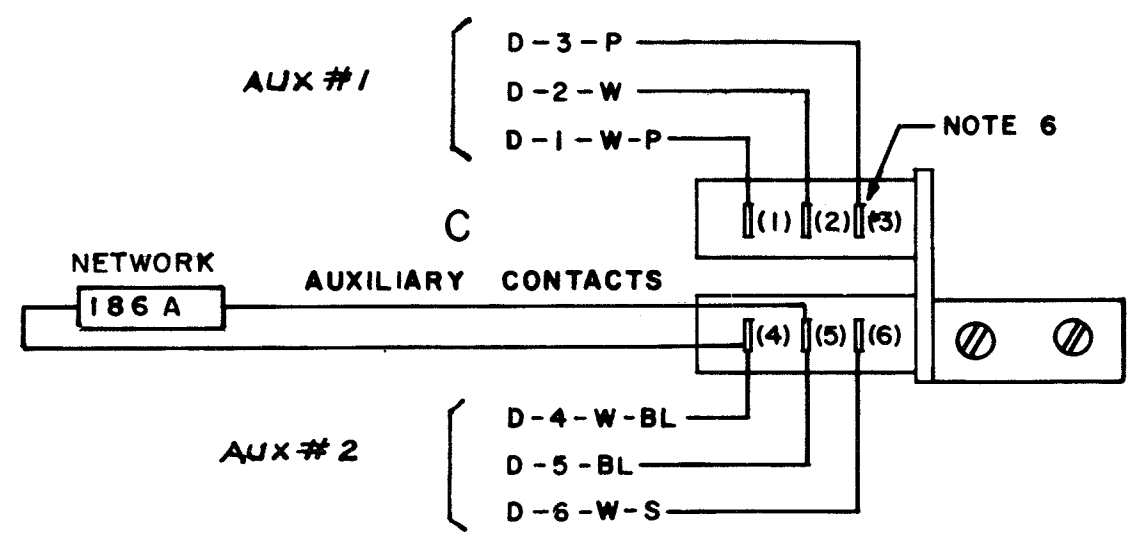 D-3-P
AUX #1
D-2-W
D-1-W-P
NOTE 6
(1) (2) (3)
C
NETWORK
AUXILIARY CONTACTS
186A
(4) (5) (6)
D-4-W-BL
AUX #2
D-5-BL
D-6-W-S